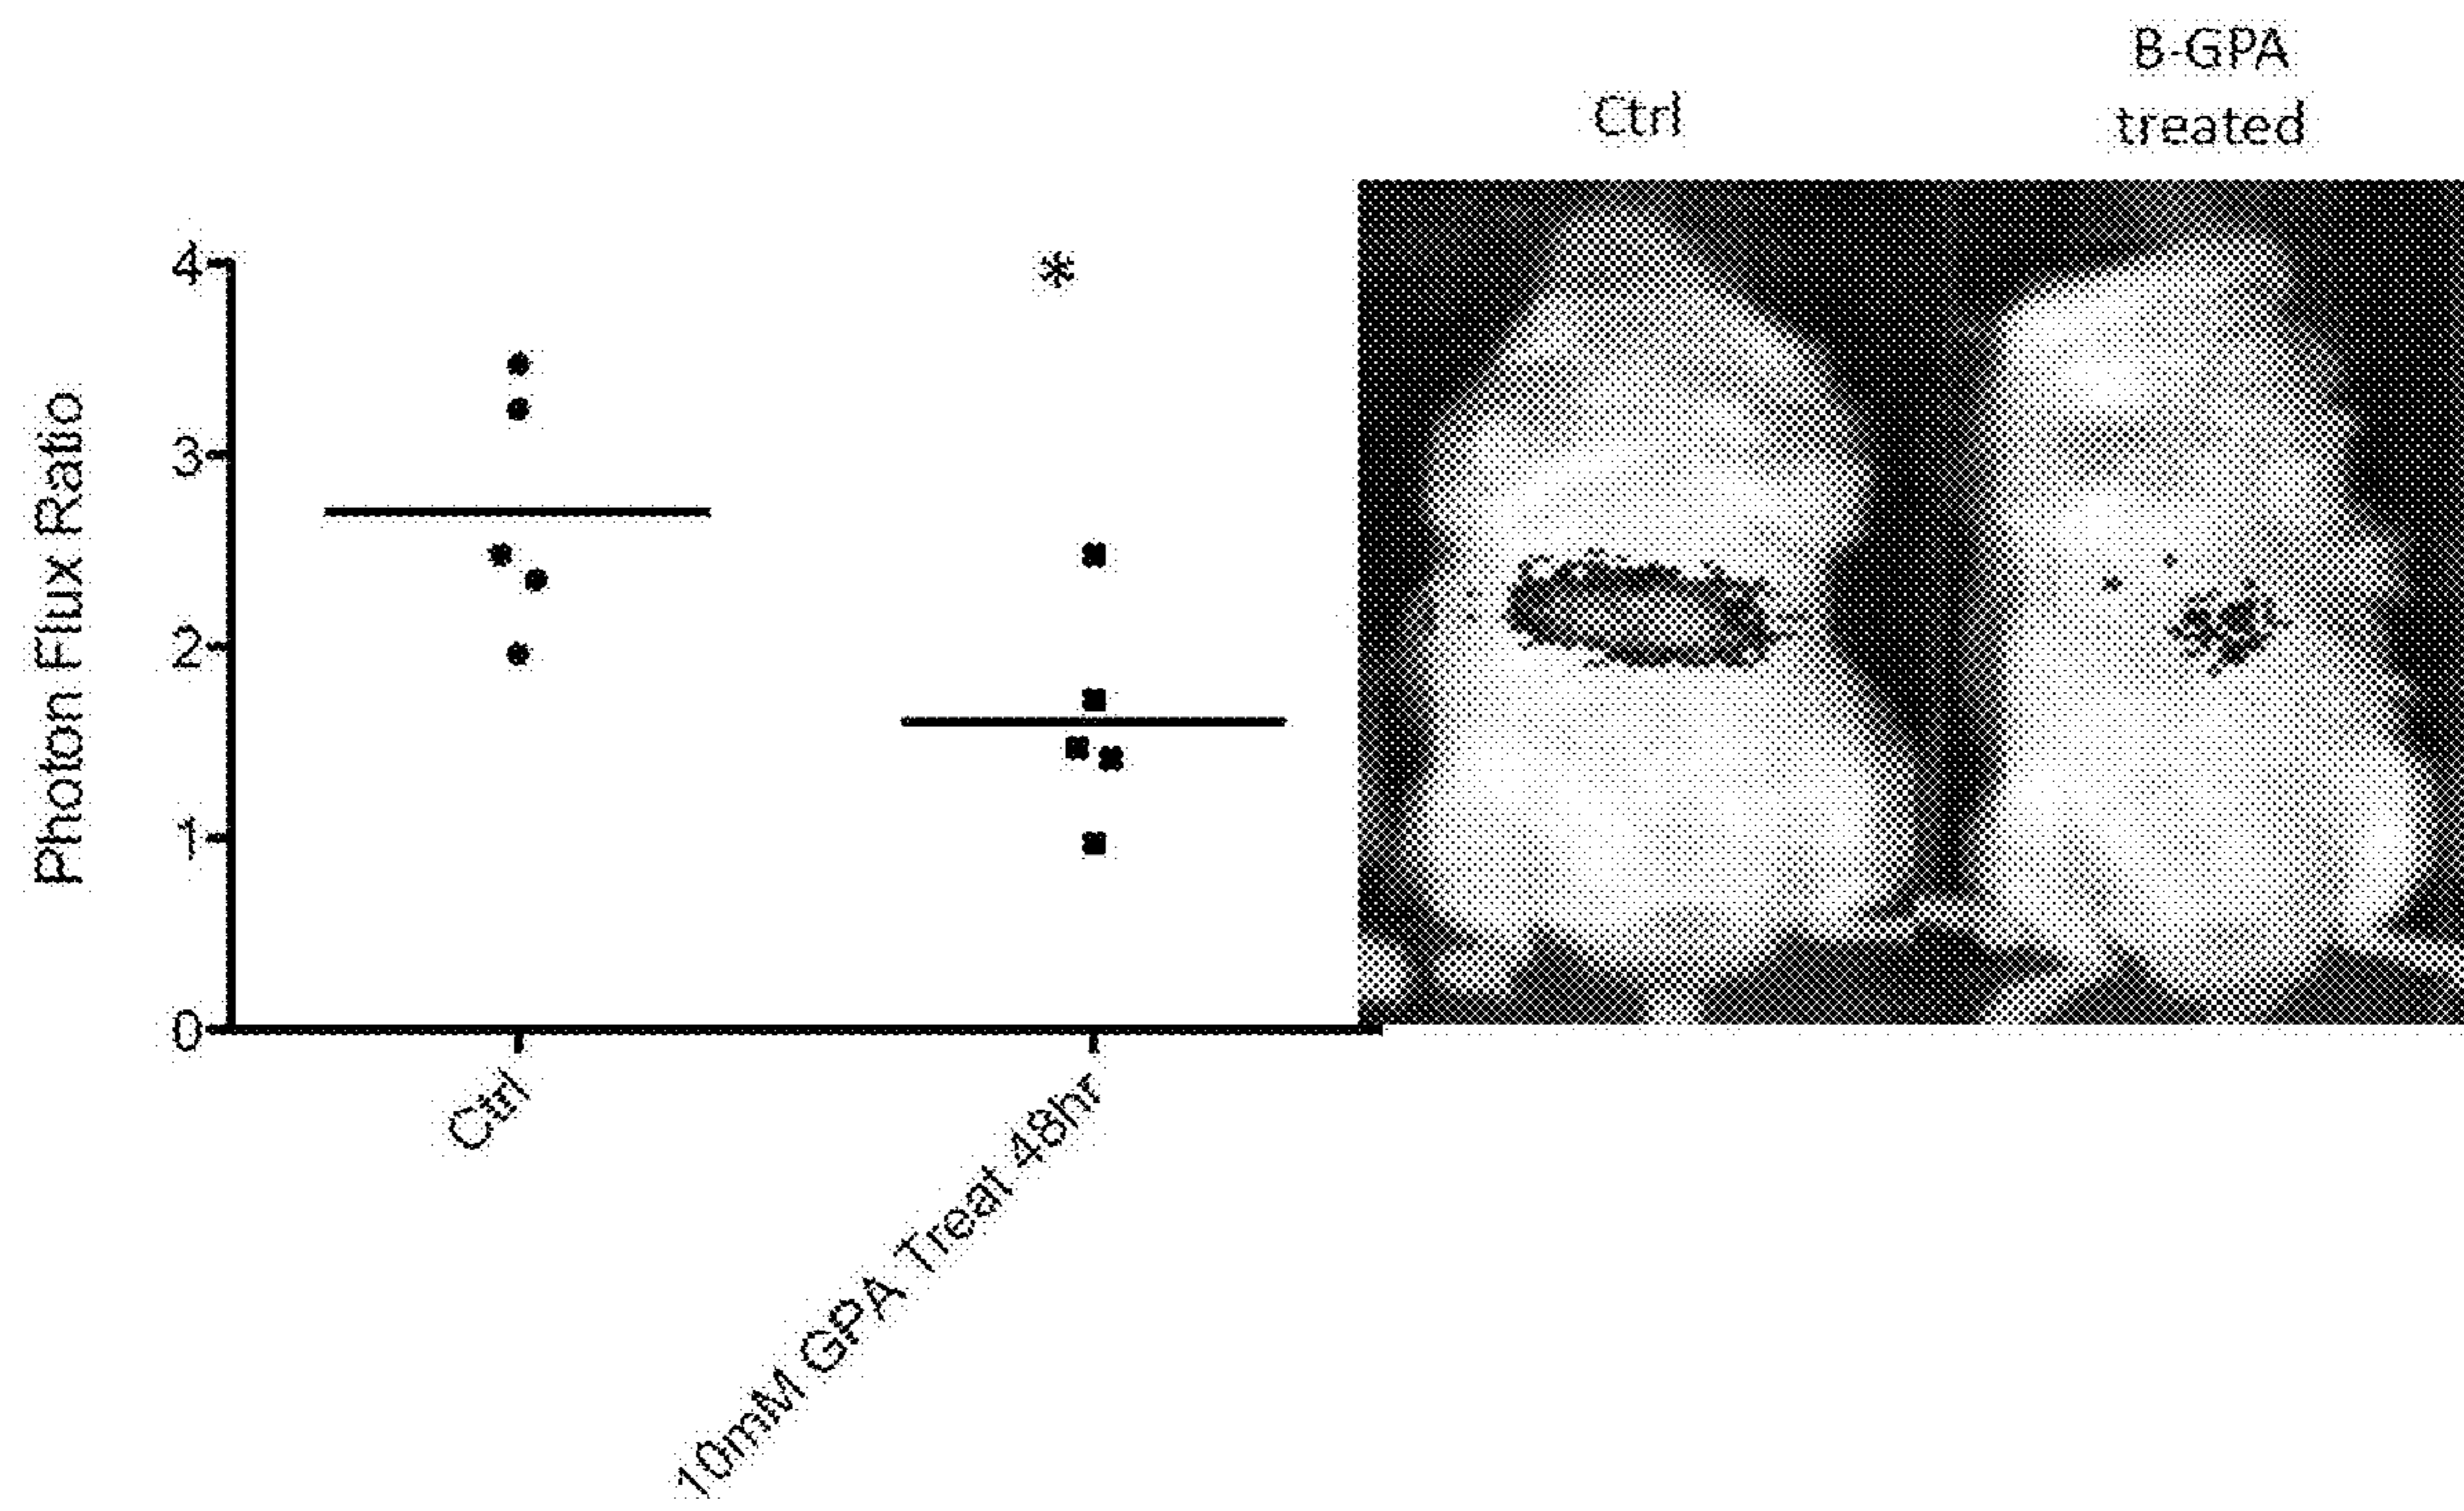 Ctrl
B-GPA
treated
Photon Flux Ratio
4
*
3
2
1
0
Ctrl
10mM GPA Treat 48hr